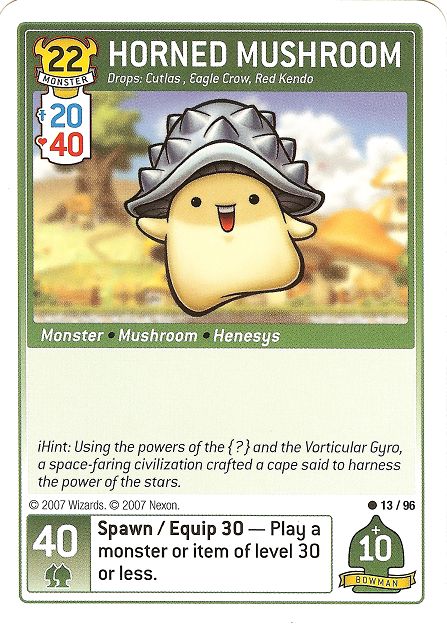 22
MONSTER
HORNED MUSHROOM
Drops: Cutlas , Eagle Crow, Red Kendo
20
40
Monster • Mushroom • Henesys
iHint: Using the powers of the {?} and the Vorticular Gyro,
a space-faring civilization crafted a cape said to harness
the power of the stars.
© 2007 Wizards. © 2007 Nexon.
● 13 / 96
40
Spawn / Equip 30 — Play a
monster or item of level 30
or less.
+
10
BOWMAN